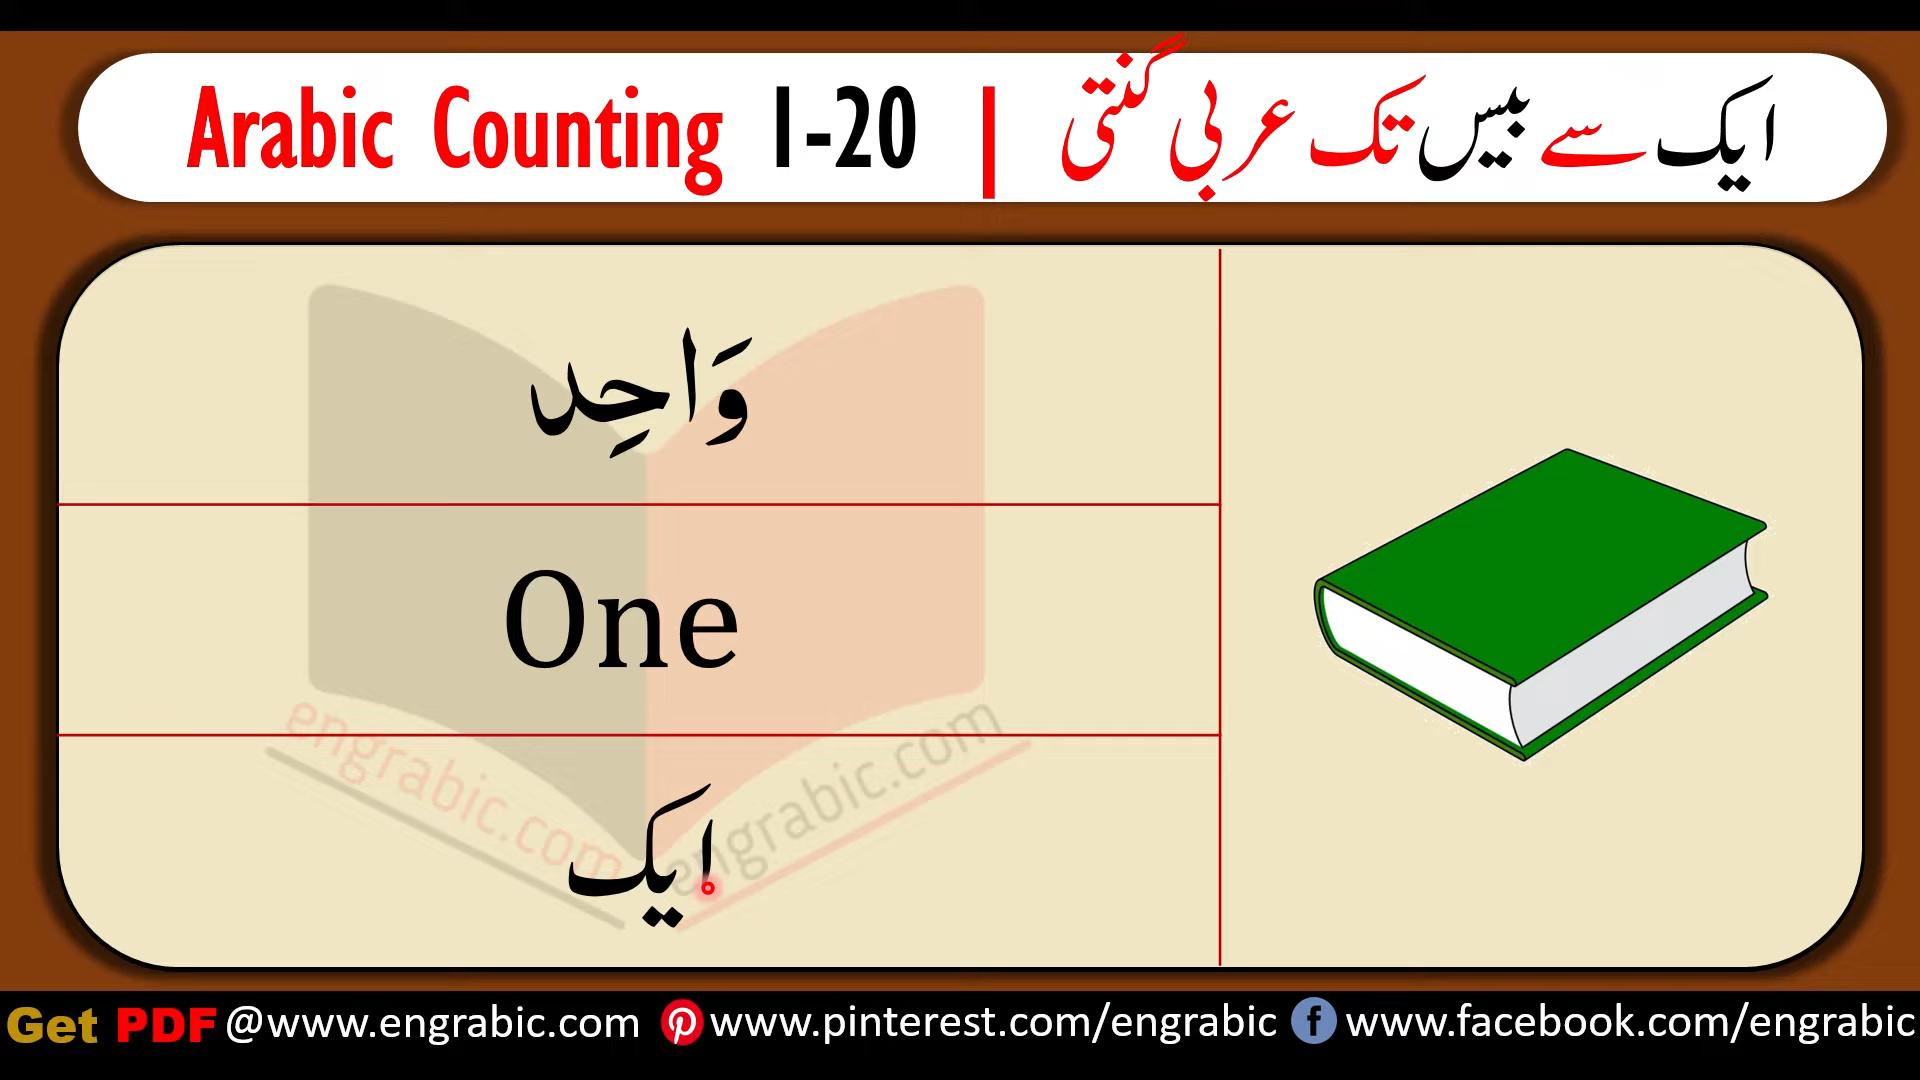 Arabic Counting 1-20 | ایک سے بیس تک عربی گنتی
وَاحِد
One
ایک
engrabic.com engrabic.com
Get PDF @www.engrabic.com www.pinterest.com/engrabic www.facebook.com/engrabic